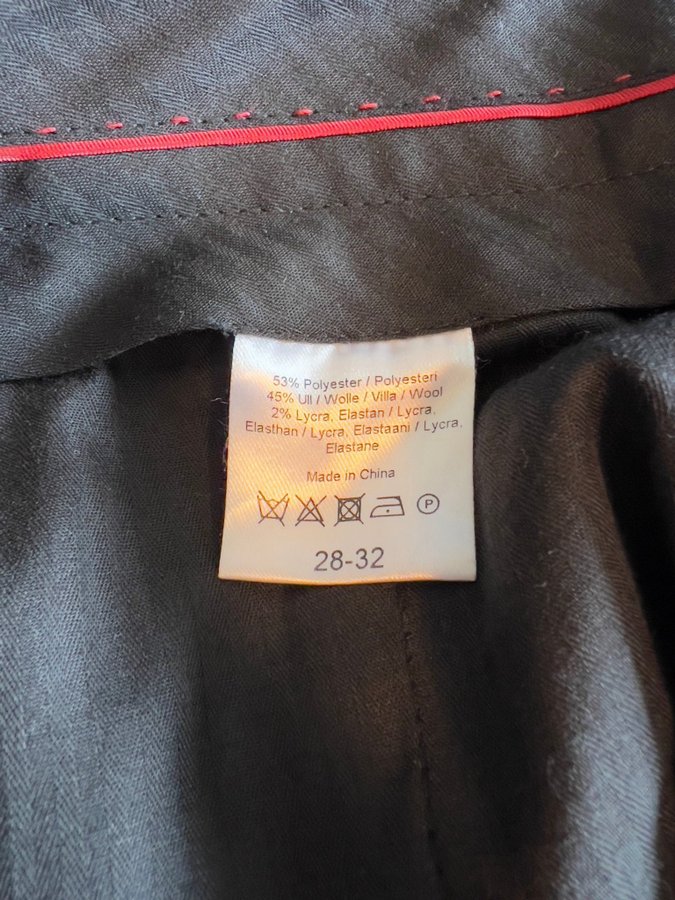 53% Polyester / Polyesteri
45% Ull / Wolle / Villa / Wool
2% Lycra, Elastan / Lycra,
Elasthan / Lycra, Elastaani / Lycra,
Elastane
Made in China
P
28-32